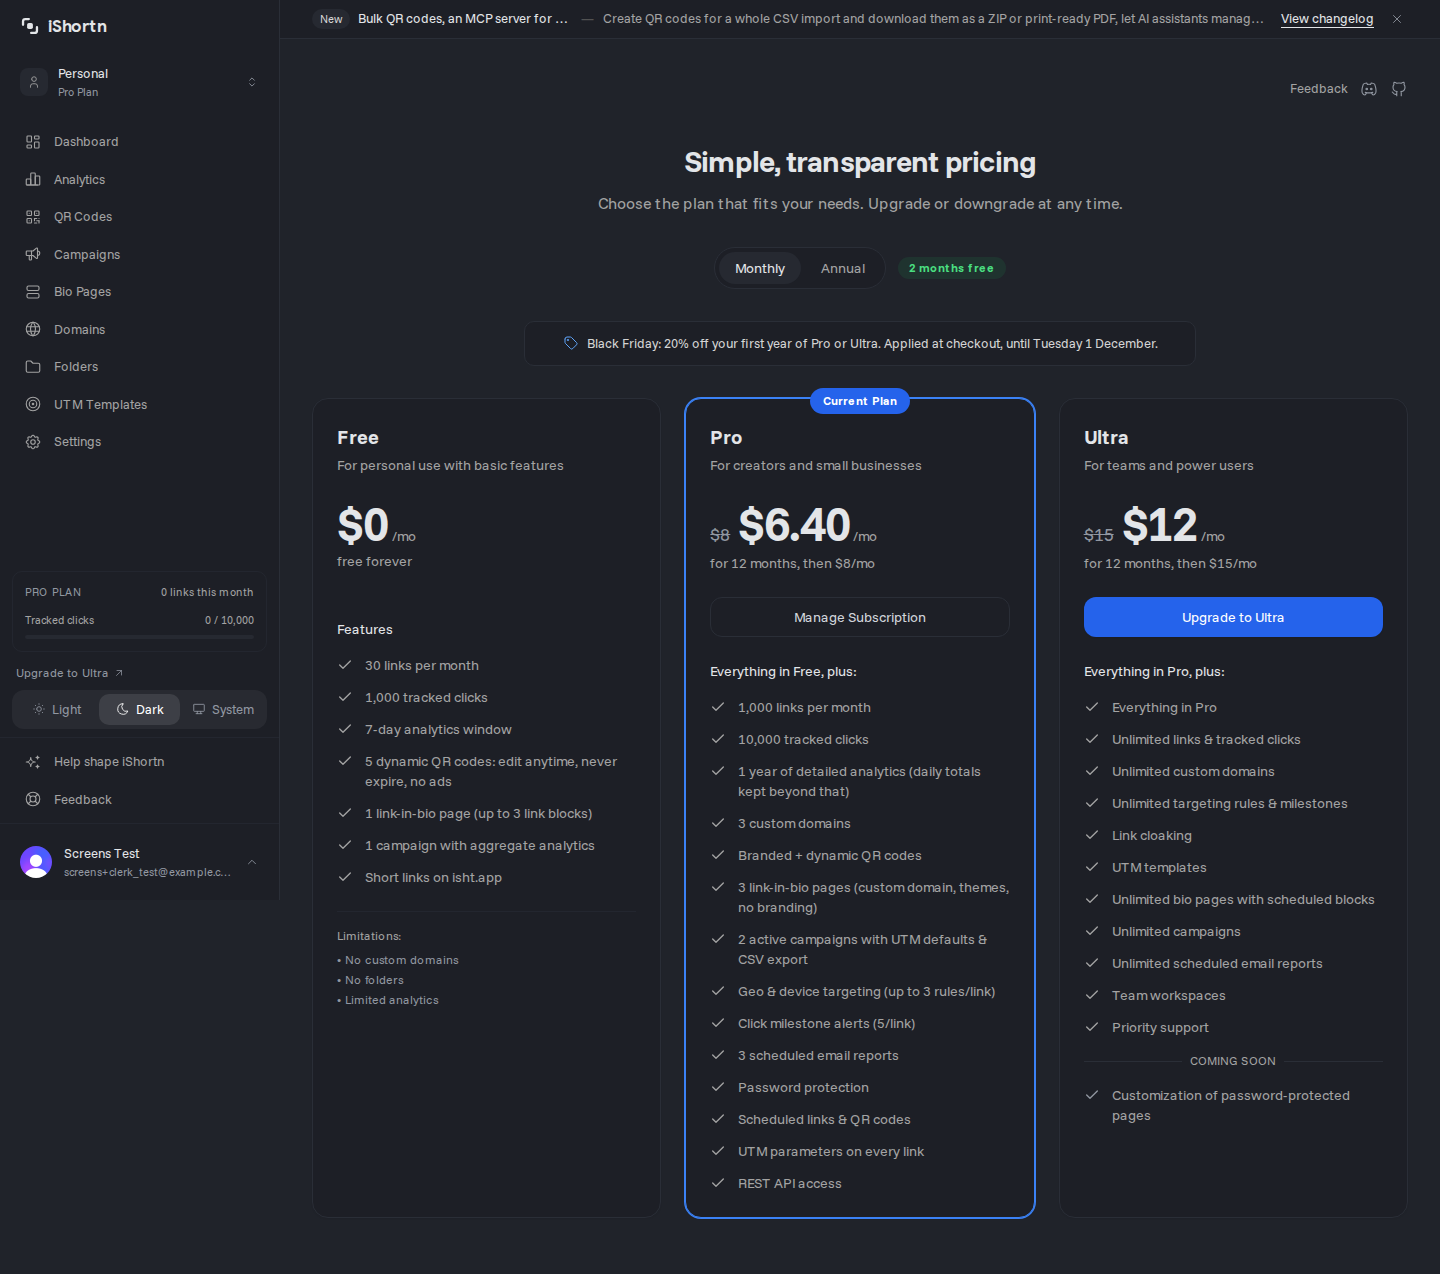 iShortn
Personal
Pro Plan
Dashboard
Analytics
QR Codes
Campaigns
Bio Pages
Domains
Folders
UTM Templates
Settings
PRO PLAN 0 links this month
Tracked clicks 0 / 10,000
Upgrade to Ultra
Light Dark System
Help shape iShortn
Feedback
Screens Test
screens+clerk_test@example.c...
New Bulk QR codes, an MCP server for ... — Create QR codes for a whole CSV import and download them as a ZIP or print-ready PDF, let AI assistants manag... View changelog
Feedback
Simple, transparent pricing
Choose the plan that fits your needs. Upgrade or downgrade at any time.
Monthly Annual 2 months free
Black Friday: 20% off your first year of Pro or Ultra. Applied at checkout, until Tuesday 1 December.
Free
For personal use with basic features
$0 /mo
free forever
Features
30 links per month
1,000 tracked clicks
7-day analytics window
5 dynamic QR codes: edit anytime, never
expire, no ads
1 link-in-bio page (up to 3 link blocks)
1 campaign with aggregate analytics
Short links on isht.app
Limitations:
• No custom domains
• No folders
• Limited analytics
Current Plan
Pro
For creators and small businesses
$8 $6.40 /mo
for 12 months, then $8/mo
Manage Subscription
Everything in Free, plus:
1,000 links per month
10,000 tracked clicks
1 year of detailed analytics (daily totals
kept beyond that)
3 custom domains
Branded + dynamic QR codes
3 link-in-bio pages (custom domain, themes,
no branding)
2 active campaigns with UTM defaults &
CSV export
Geo & device targeting (up to 3 rules/link)
Click milestone alerts (5/link)
3 scheduled email reports
Password protection
Scheduled links & QR codes
UTM parameters on every link
REST API access
Ultra
For teams and power users
$15 $12 /mo
for 12 months, then $15/mo
Upgrade to Ultra
Everything in Pro, plus:
Everything in Pro
Unlimited links & tracked clicks
Unlimited custom domains
Unlimited targeting rules & milestones
Link cloaking
UTM templates
Unlimited bio pages with scheduled blocks
Unlimited campaigns
Unlimited scheduled email reports
Team workspaces
Priority support
COMING SOON
Customization of password-protected
pages